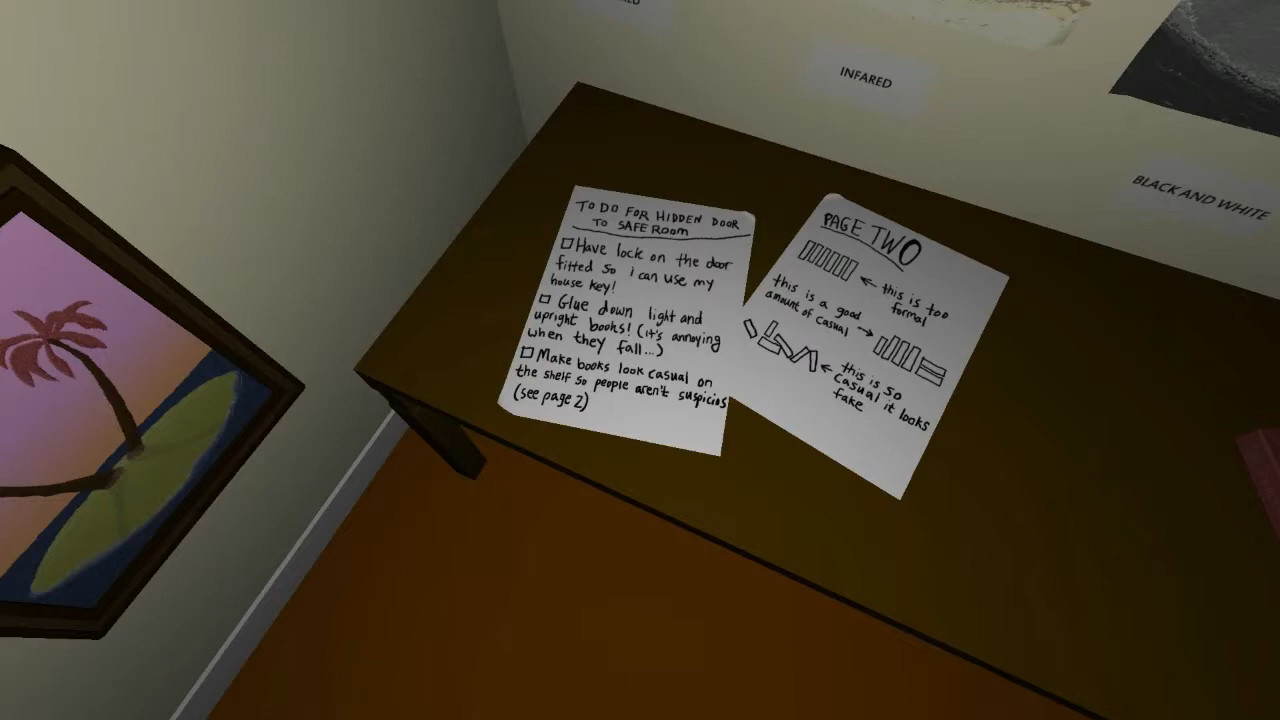 INFARED
BLACK AND WHITE
TO DO FOR HIDDEN DOOR
TO SAFE ROOM
Have lock on the door
fitted so i can use my
house key!
Glue down light and
upright books! (it's annoying
when they fall...)
Make books look casual on
the shelf so people aren't suspicios
(see page 2)
PAGE TWO
this is too
formal
this is a good
amount of casual
this is so
casual it looks
fake